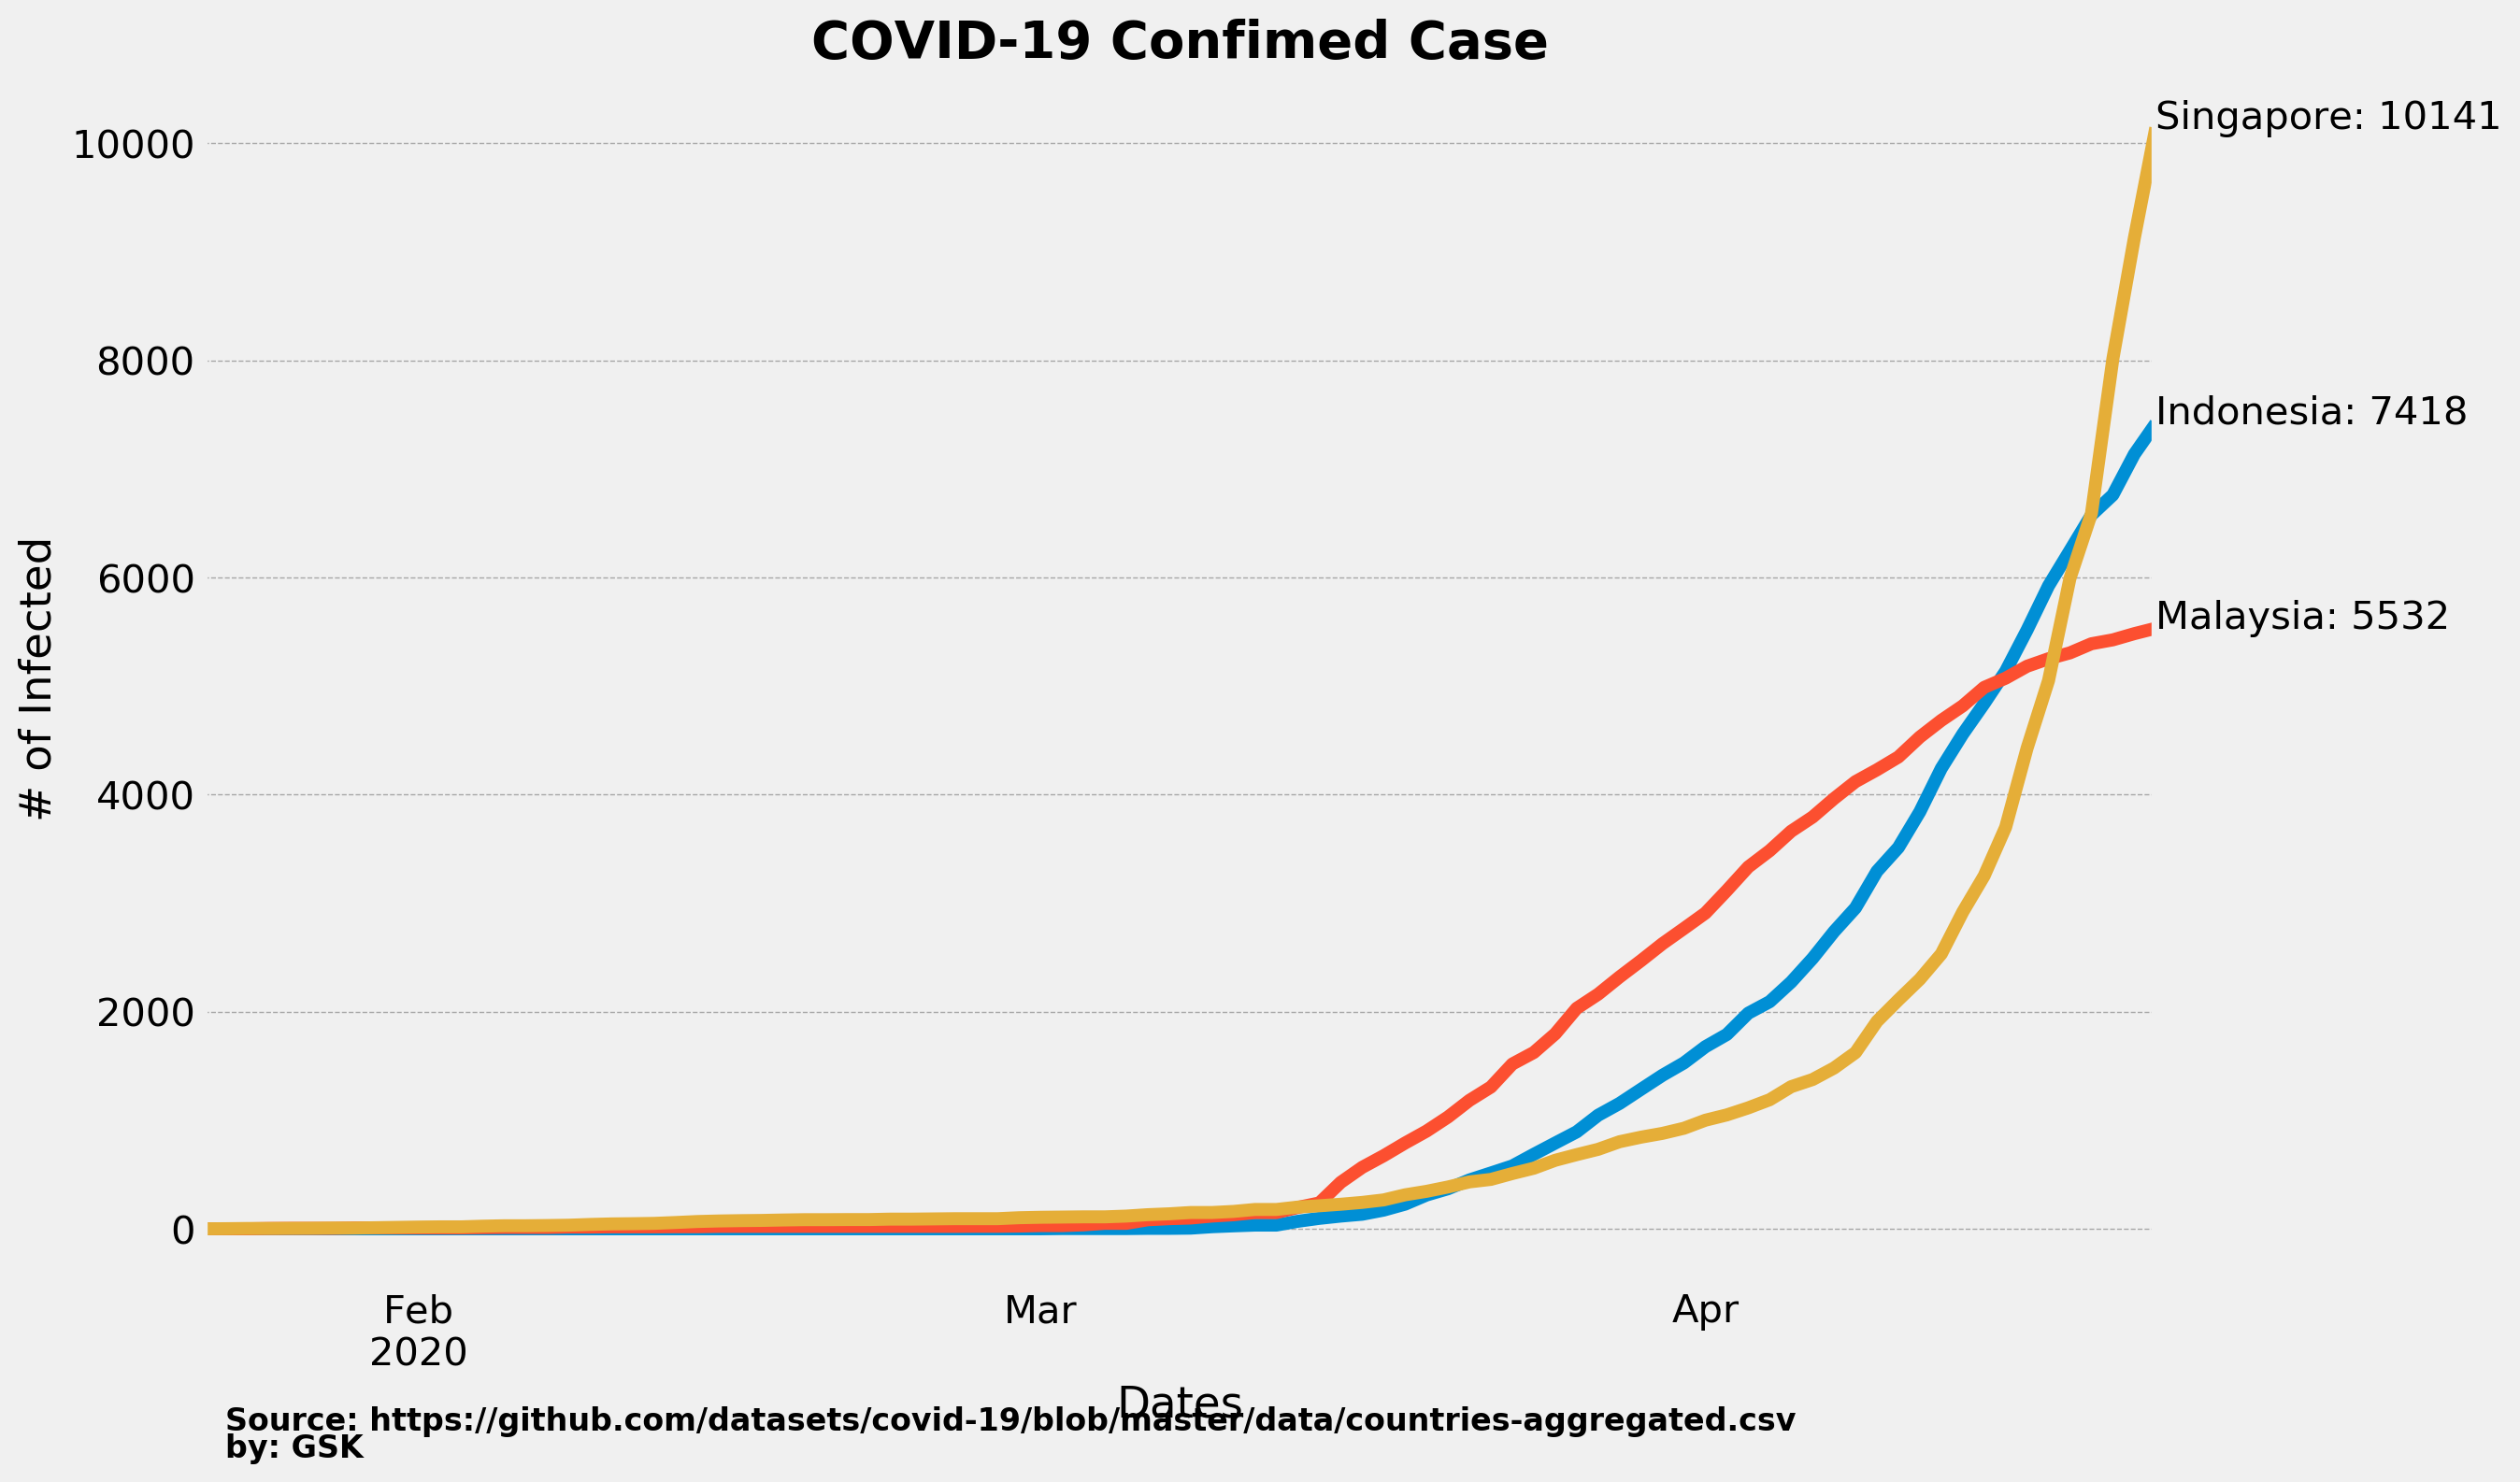 COVID-19 Confimed Case
# of Infected
10000
8000
6000
4000
2000
0
Singapore: 10141
Indonesia: 7418
Malaysia: 5532
Feb
2020
Mar
Apr
Dates
Source: https://github.com/datasets/covid-19/blob/master/data/countries-aggregated.csv
by: GSK